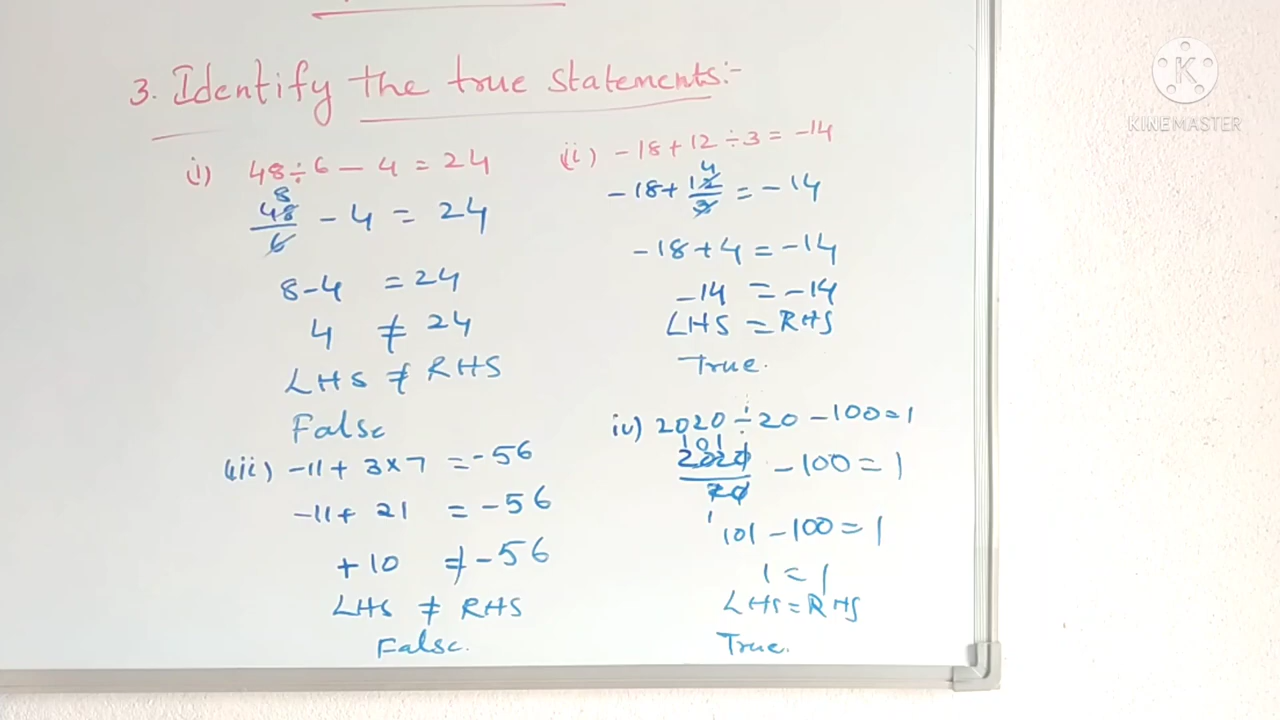 3. Identify the true statements:-
i) 48 ÷ 6 - 4 = 24
8
48/6 - 4 = 24
8-4 = 24
4 ≠ 24
LHS ≠ RHS
False
(ii) -18+12÷3 = -14
4
-18+ 12/3 = -14
-18+4 = -14
-14 = -14
LHS = RHS
True.
(iii) -11+ 3x7 = -56
-11+ 21 = -56
+10 ≠ -56
LHS ≠ RHS
False.
iv) 2020 ÷ 20 - 100=1
101
2020/20 - 100 = 1
1
101 - 100 = 1
1 = 1
LHS = RHS
True.
K
KINEMASTER